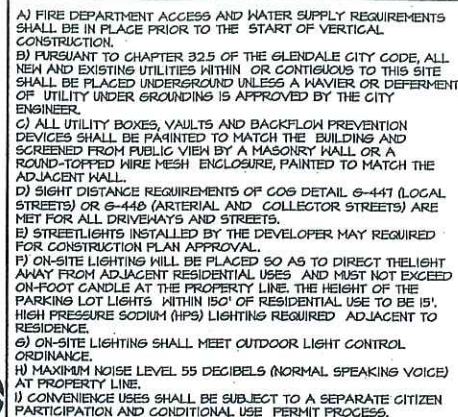 A) FIRE DEPARTMENT ACCESS AND WATER SUPPLY REQUIREMENTS
SHALL BE IN PLACE PRIOR TO THE START OF VERTICAL
CONSTRUCTION.
B) PURSUANT TO CHAPTER 32.5 OF THE GLENDALE CITY CODE, ALL
NEW AND EXISTING UTILITIES WITHIN OR CONTIGUOUS TO THIS SITE
SHALL BE PLACED UNDERGROUND UNLESS A WAVIER OR DEFERMENT
OF UTILITY UNDER GROUNDING IS APPROVED BY THE CITY
ENGINEER.
C) ALL UTILITY BOXES, VAULTS AND BACKFLOW PREVENTION
DEVICES SHALL BE PAQINTED TO MATCH THE BUILDING AND
SCREENED FROM PUBLIC VIEW BY A MASONRY WALL OR A
ROUND-TOPPED WIRE MESH ENCLOSURE, PAINTED TO MATCH THE
ADJACENT WALL.
D) SIGHT DISTANCE REQUIREMENTS OF COG DETAIL G-447 (LOCAL
STREETS) OR G-448 (ARTERIAL AND COLLECTOR STREETS) ARE
MET FOR ALL DRIVEWAYS AND STREETS.
E) STREETLIGHTS INSTALLED BY THE DEVELOPER MAY REQUIRED
FOR CONSTRUCTION PLAN APPROVAL.
F) ON-SITE LIGHTING WILL BE PLACED SO AS TO DIRECT THELIGHT
AWAY FROM ADJACENT RESIDENTIAL USES AND MUST NOT EXCEED
ON-FOOT CANDLE AT THE PROPERTY LINE. THE HEIGHT OF THE
PARKING LOT LIGHTS WITHIN 150' OF RESIDENTIAL USE TO BE 15'.
HIGH PRESSURE SODIUM (HPS) LIGHTING REQUIRED ADJACENT TO
RESIDENCE.
G) ON-SITE LIGHTING SHALL MEET OUTDOOR LIGHT CONTROL
ORDINANCE.
H) MAXIMUM NOISE LEVEL 55 DECIBELS (NORMAL SPEAKING VOICE)
AT PROPERTY LINE.
I) CONVENIENCE USES SHALL BE SUBJECT TO A SEPARATE CITIZEN
PARTICIPATION AND CONDITIONAL USE PERMIT PROCESS.